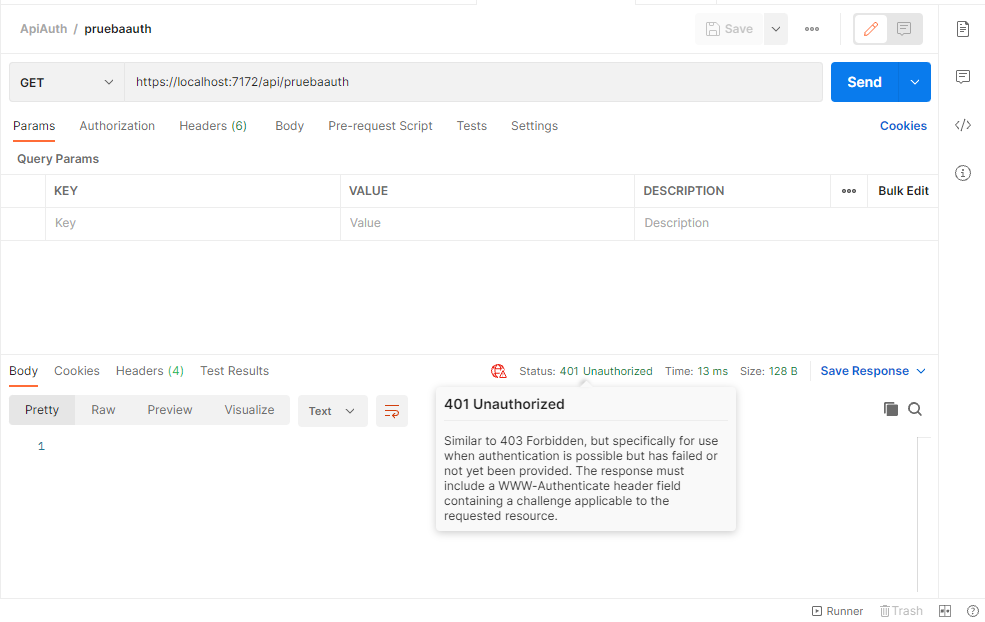 ApiAuth / pruebaauth
Save
GET
https://localhost:7172/api/pruebaauth
Send
Params Authorization Headers (6) Body Pre-request Script Tests Settings Cookies
Query Params
KEY VALUE DESCRIPTION Bulk Edit
Key Value Description
Body Cookies Headers (4) Test Results Status: 401 Unauthorized Time: 13 ms Size: 128 B Save Response
Pretty Raw Preview Visualize Text
1
401 Unauthorized
Similar to 403 Forbidden, but specifically for use
when authentication is possible but has failed or
not yet been provided. The response must
include a WWW-Authenticate header field
containing a challenge applicable to the
requested resource.
Runner Trash